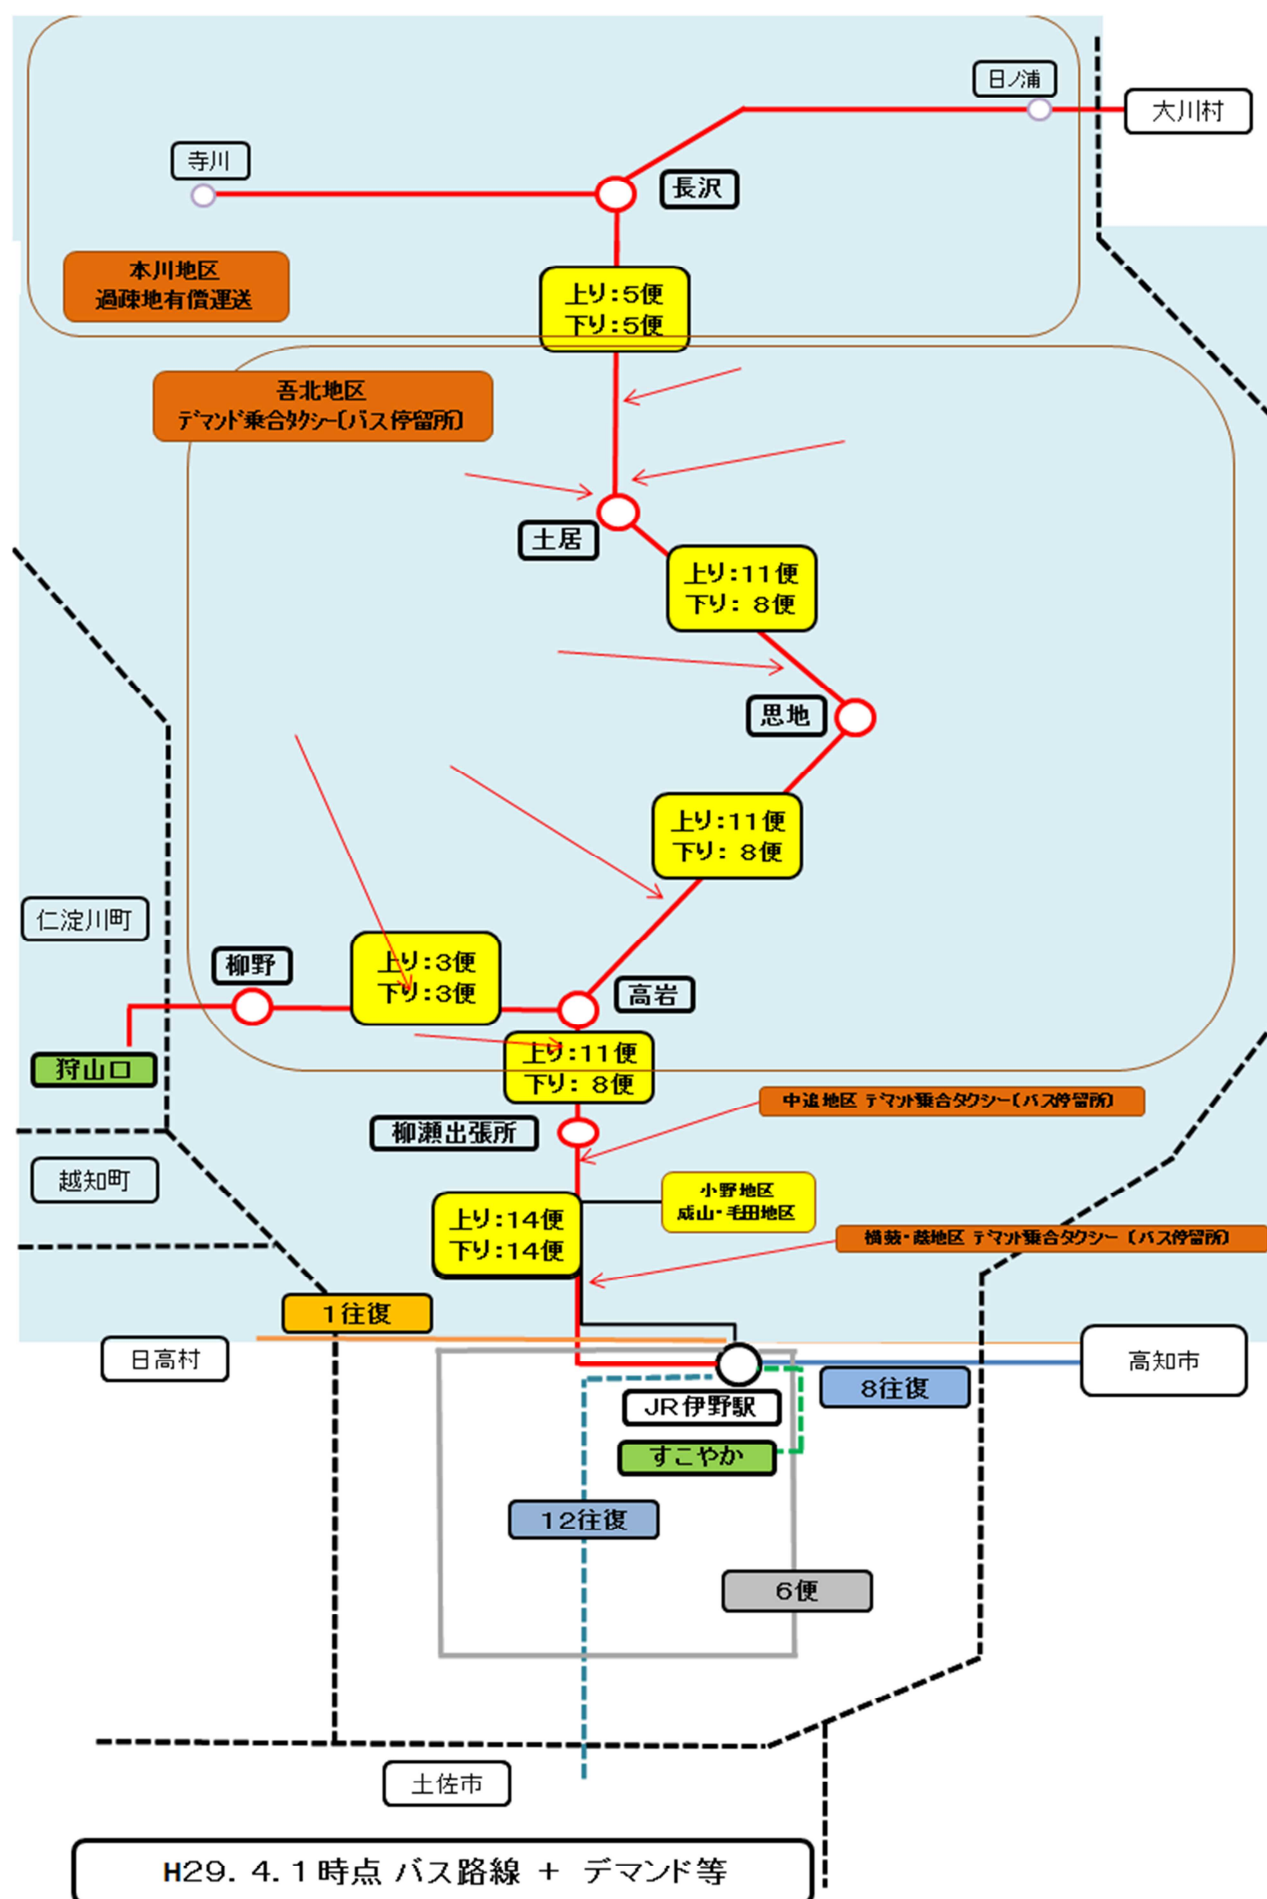 日ノ浦
大川村
寺川
長沢
本川地区
過疎地有償運送
上り:5便
下り:5便
吾北地区
デマンド乗合タクシー〔バス停留所〕
土居
上り:11便
下り: 8便
思地
上り:11便
下り: 8便
仁淀川町
柳野
上り:3便
下り:3便
高岩
狩山口
上り:11便
下り: 8便
中追地区 デマンド乗合タクシー〔バス停留所〕
柳瀬出張所
越知町
小野地区
成山・毛田地区
上り:14便
下り:14便
地区 デマンド乗合タクシー 〔バス停留所〕
1往復
日高村
高知市
8往復
JR伊野駅
すこやか
12往復
6便
土佐市
H29. 4. 1時点 バス路線 + デマンド等